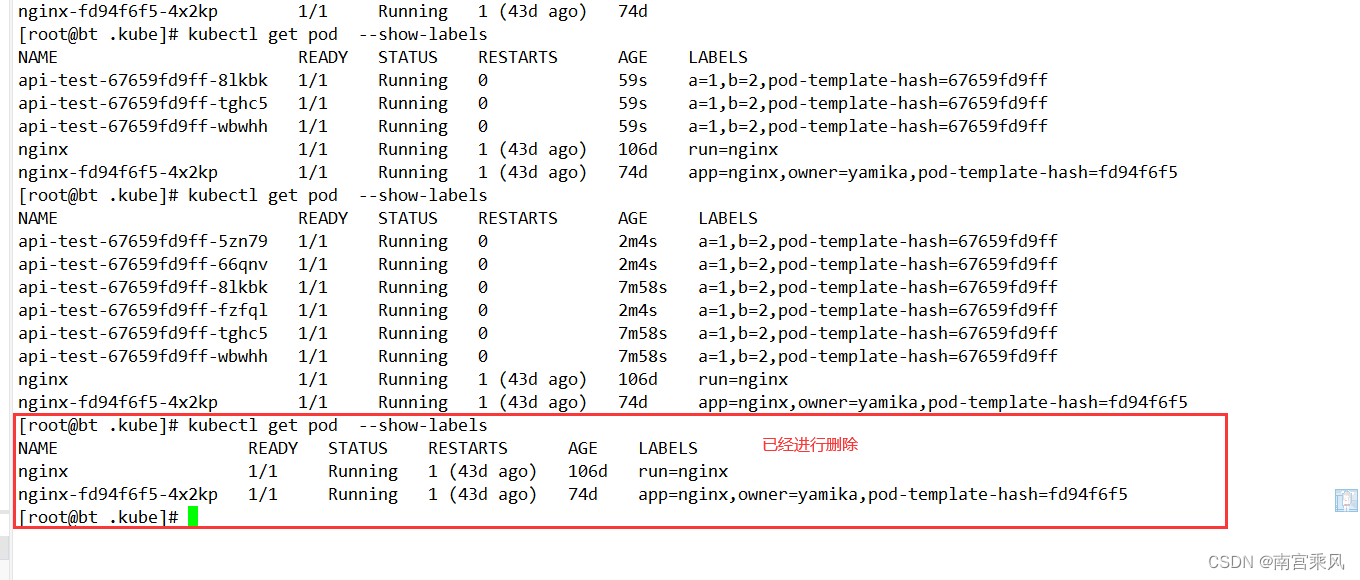 nginx-fd94f6f5-4x2kp        1/1     Running   1 (43d ago)   74d
[root@bt .kube]# kubectl get pod  --show-labels
NAME                        READY   STATUS    RESTARTS      AGE    LABELS
api-test-67659fd9ff-8lkbk   1/1     Running   0             59s    a=1,b=2,pod-template-hash=67659fd9ff
api-test-67659fd9ff-tghc5   1/1     Running   0             59s    a=1,b=2,pod-template-hash=67659fd9ff
api-test-67659fd9ff-wbwhh   1/1     Running   0             59s    a=1,b=2,pod-template-hash=67659fd9ff
nginx                       1/1     Running   1 (43d ago)   106d   run=nginx
nginx-fd94f6f5-4x2kp        1/1     Running   1 (43d ago)   74d    app=nginx,owner=yamika,pod-template-hash=fd94f6f5
[root@bt .kube]# kubectl get pod  --show-labels
NAME                        READY   STATUS    RESTARTS      AGE     LABELS
api-test-67659fd9ff-5zn79   1/1     Running   0             2m4s    a=1,b=2,pod-template-hash=67659fd9ff
api-test-67659fd9ff-66qnv   1/1     Running   0             2m4s    a=1,b=2,pod-template-hash=67659fd9ff
api-test-67659fd9ff-8lkbk   1/1     Running   0             7m58s   a=1,b=2,pod-template-hash=67659fd9ff
api-test-67659fd9ff-fzfql   1/1     Running   0             2m4s    a=1,b=2,pod-template-hash=67659fd9ff
api-test-67659fd9ff-tghc5   1/1     Running   0             7m58s   a=1,b=2,pod-template-hash=67659fd9ff
api-test-67659fd9ff-wbwhh   1/1     Running   0             7m58s   a=1,b=2,pod-template-hash=67659fd9ff
nginx                       1/1     Running   1 (43d ago)   106d    run=nginx
nginx-fd94f6f5-4x2kp        1/1     Running   1 (43d ago)   74d     app=nginx,owner=yamika,pod-template-hash=fd94f6f5
[root@bt .kube]# kubectl get pod  --show-labels
NAME                   READY   STATUS    RESTARTS      AGE    LABELS      已经进行删除
nginx                  1/1     Running   1 (43d ago)   106d   run=nginx
nginx-fd94f6f5-4x2kp   1/1     Running   1 (43d ago)   74d    app=nginx,owner=yamika,pod-template-hash=fd94f6f5
[root@bt .kube]#
CSDN @南宫乘风